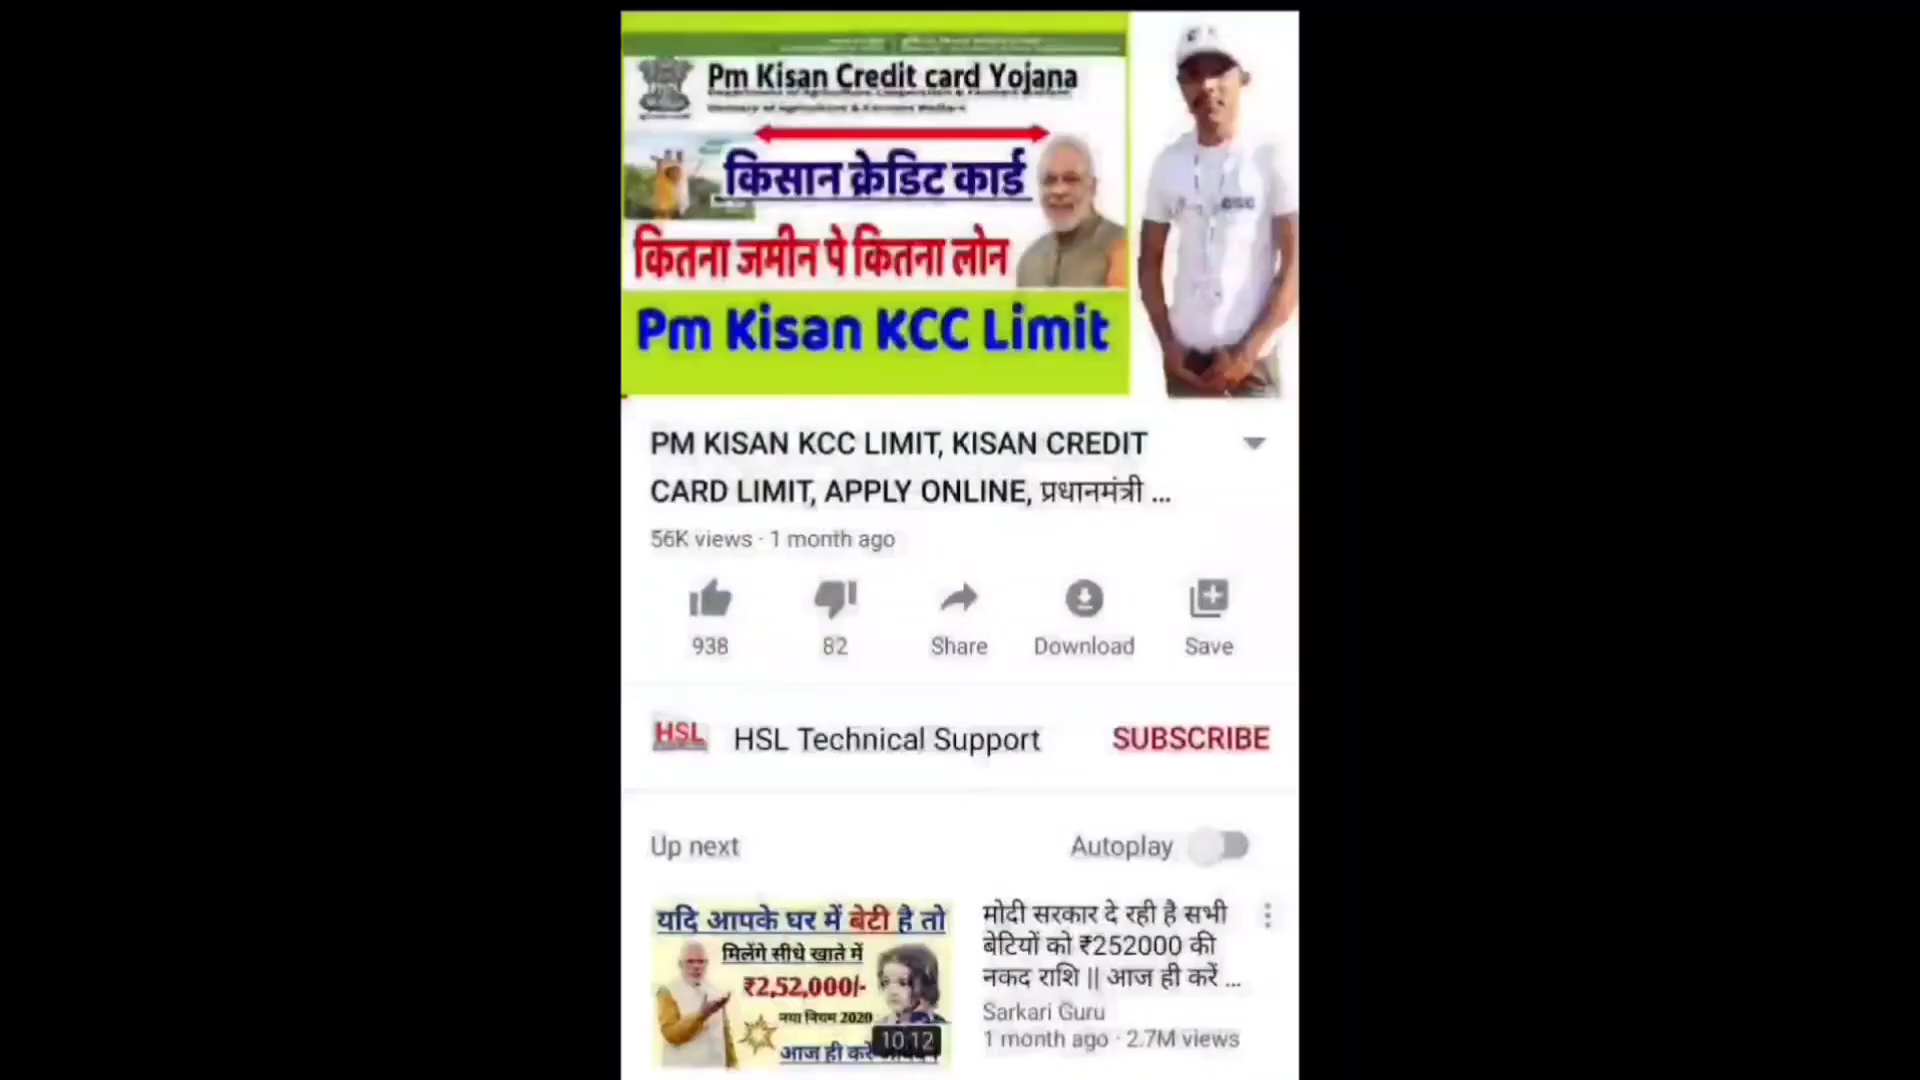 Pm Kisan Credit card Yojana
किसान क्रेडिट कार्ड
कितना जमीन पे कितना लोन
Pm Kisan KCC Limit
CSC
PM KISAN KCC LIMIT, KISAN CREDIT
CARD LIMIT, APPLY ONLINE, प्रधानमंत्री ...
56K views · 1 month ago
938
82
Share
Download
Save
HSL
HSL Technical Support
SUBSCRIBE
Up next
Autoplay
यदि आपके घर में बेटी है तो
मिलेंगे सीधे खाते में
₹2,52,000/-
नया नियम 2020
आज ही करें
10:12
मोदी सरकार दे रही है सभी
बेटियों को ₹252000 की
नकद राशि || आज ही करें ...
Sarkari Guru
1 month ago · 2.7M views